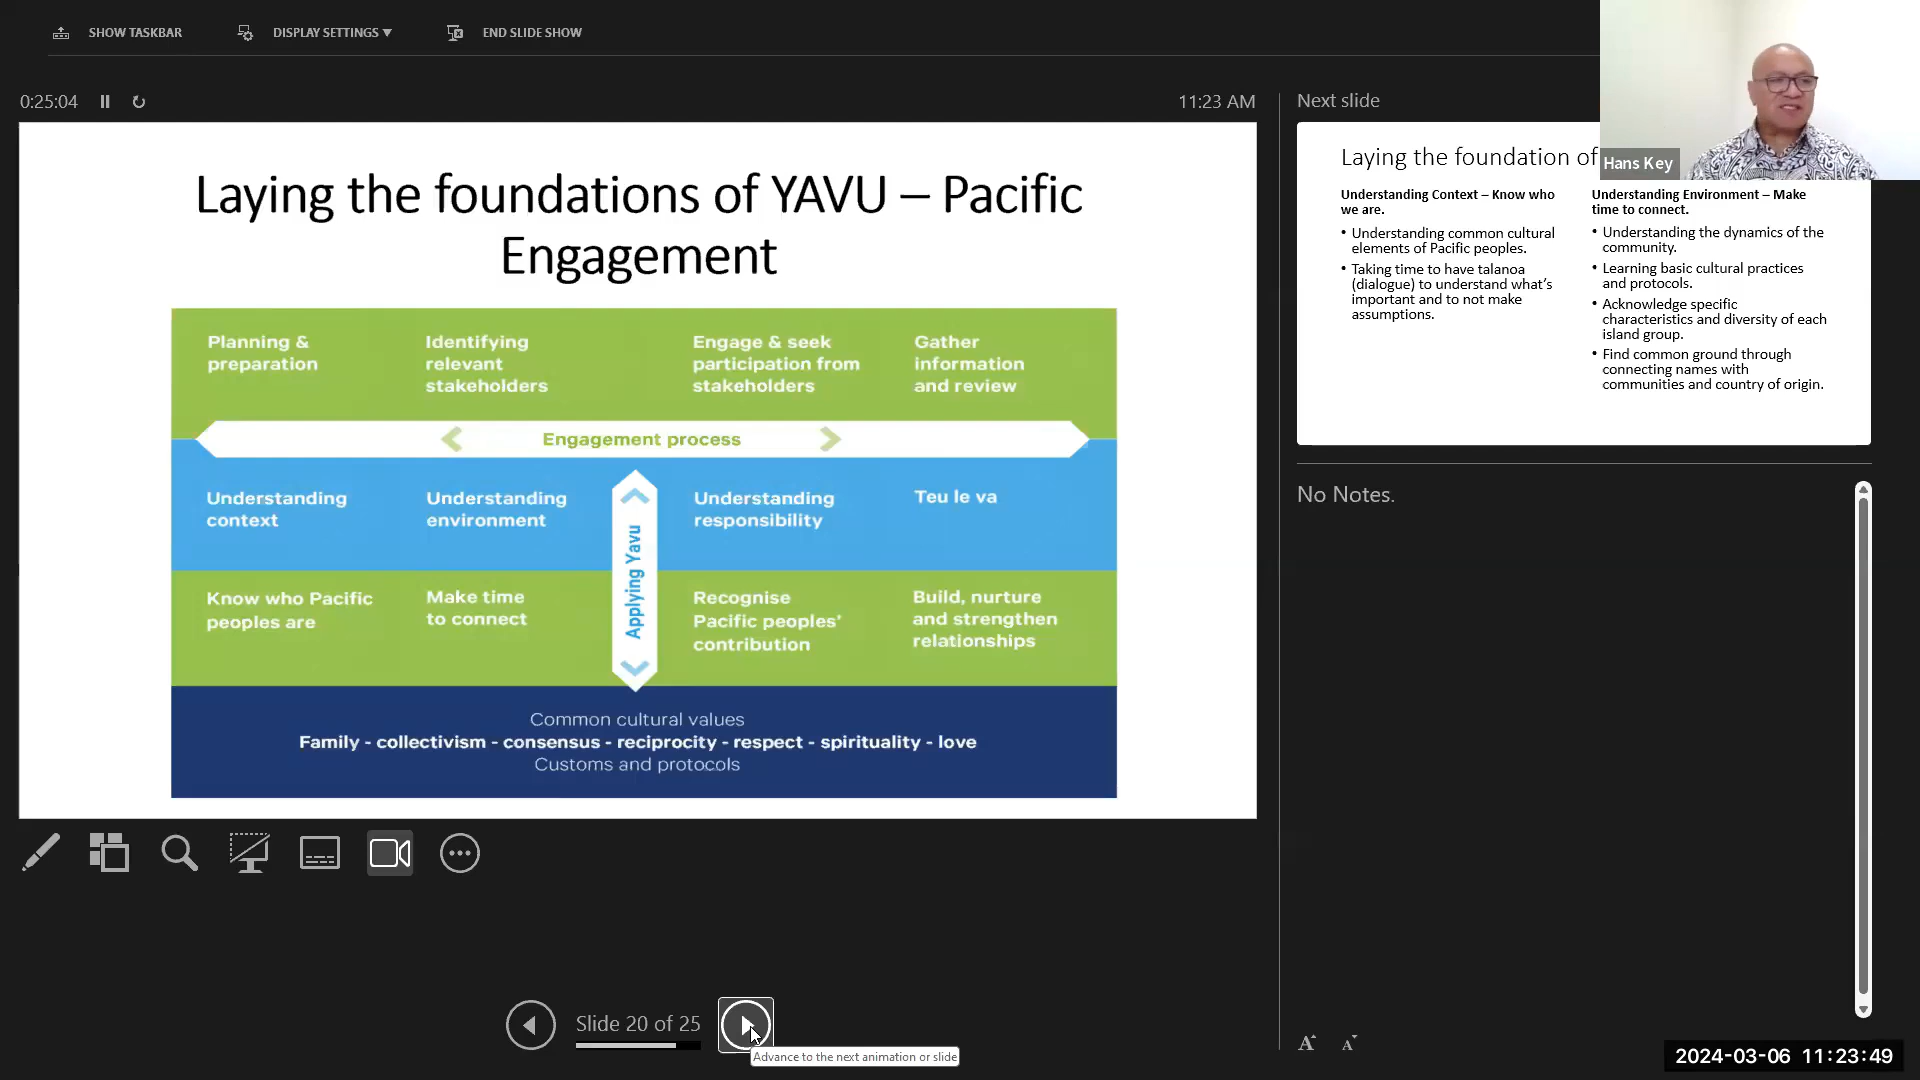 SHOW TASKBAR
DISPLAY SETTINGS ▼
END SLIDE SHOW
0:25:04
11:23 AM
Laying the foundations of YAVU – Pacific
Engagement
Planning &
preparation
Identifying
relevant
stakeholders
Engage & seek
participation from
stakeholders
Gather
information
and review
Engagement process
Understanding
context
Understanding
environment
Understanding
responsibility
Teu le va
Applying Yavu
Know who Pacific
peoples are
Make time
to connect
Recognise
Pacific peoples'
contribution
Build, nurture
and strengthen
relationships
Common cultural values
Family - collectivism - consensus - reciprocity - respect - spirituality - love
Customs and protocols
Slide 20 of 25
Advance to the next animation or slide
Next slide
Hans Key
Laying the foundation of
Understanding Context – Know who
we are.
• Understanding common cultural
elements of Pacific peoples.
• Taking time to have talanoa
(dialogue) to understand what's
important and to not make
assumptions.
Understanding Environment – Make
time to connect.
• Understanding the dynamics of the
community.
• Learning basic cultural practices
and protocols.
• Acknowledge specific
characteristics and diversity of each
island group.
• Find common ground through
connecting names with
communities and country of origin.
No Notes.
A A
2024-03-06 11:23:49